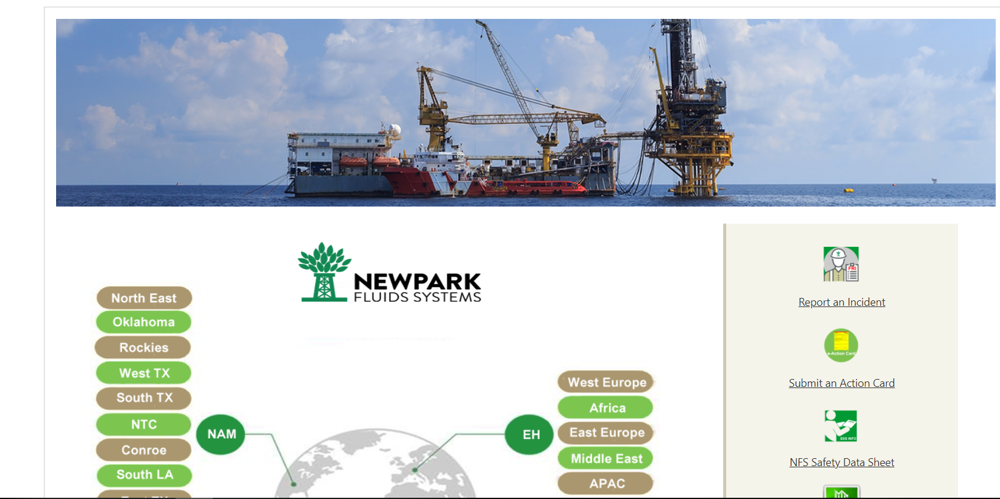 NEWPARK
FLUIDS SYSTEMS
North East
Oklahoma
Rockies
West TX
South TX
NTC
Conroe
South LA
NAM
EH
West Europe
Africa
East Europe
Middle East
APAC
FRI
Report an Incident
e-Action Card
Submit an Action Card
SDS INFO
NFS Safety Data Sheet